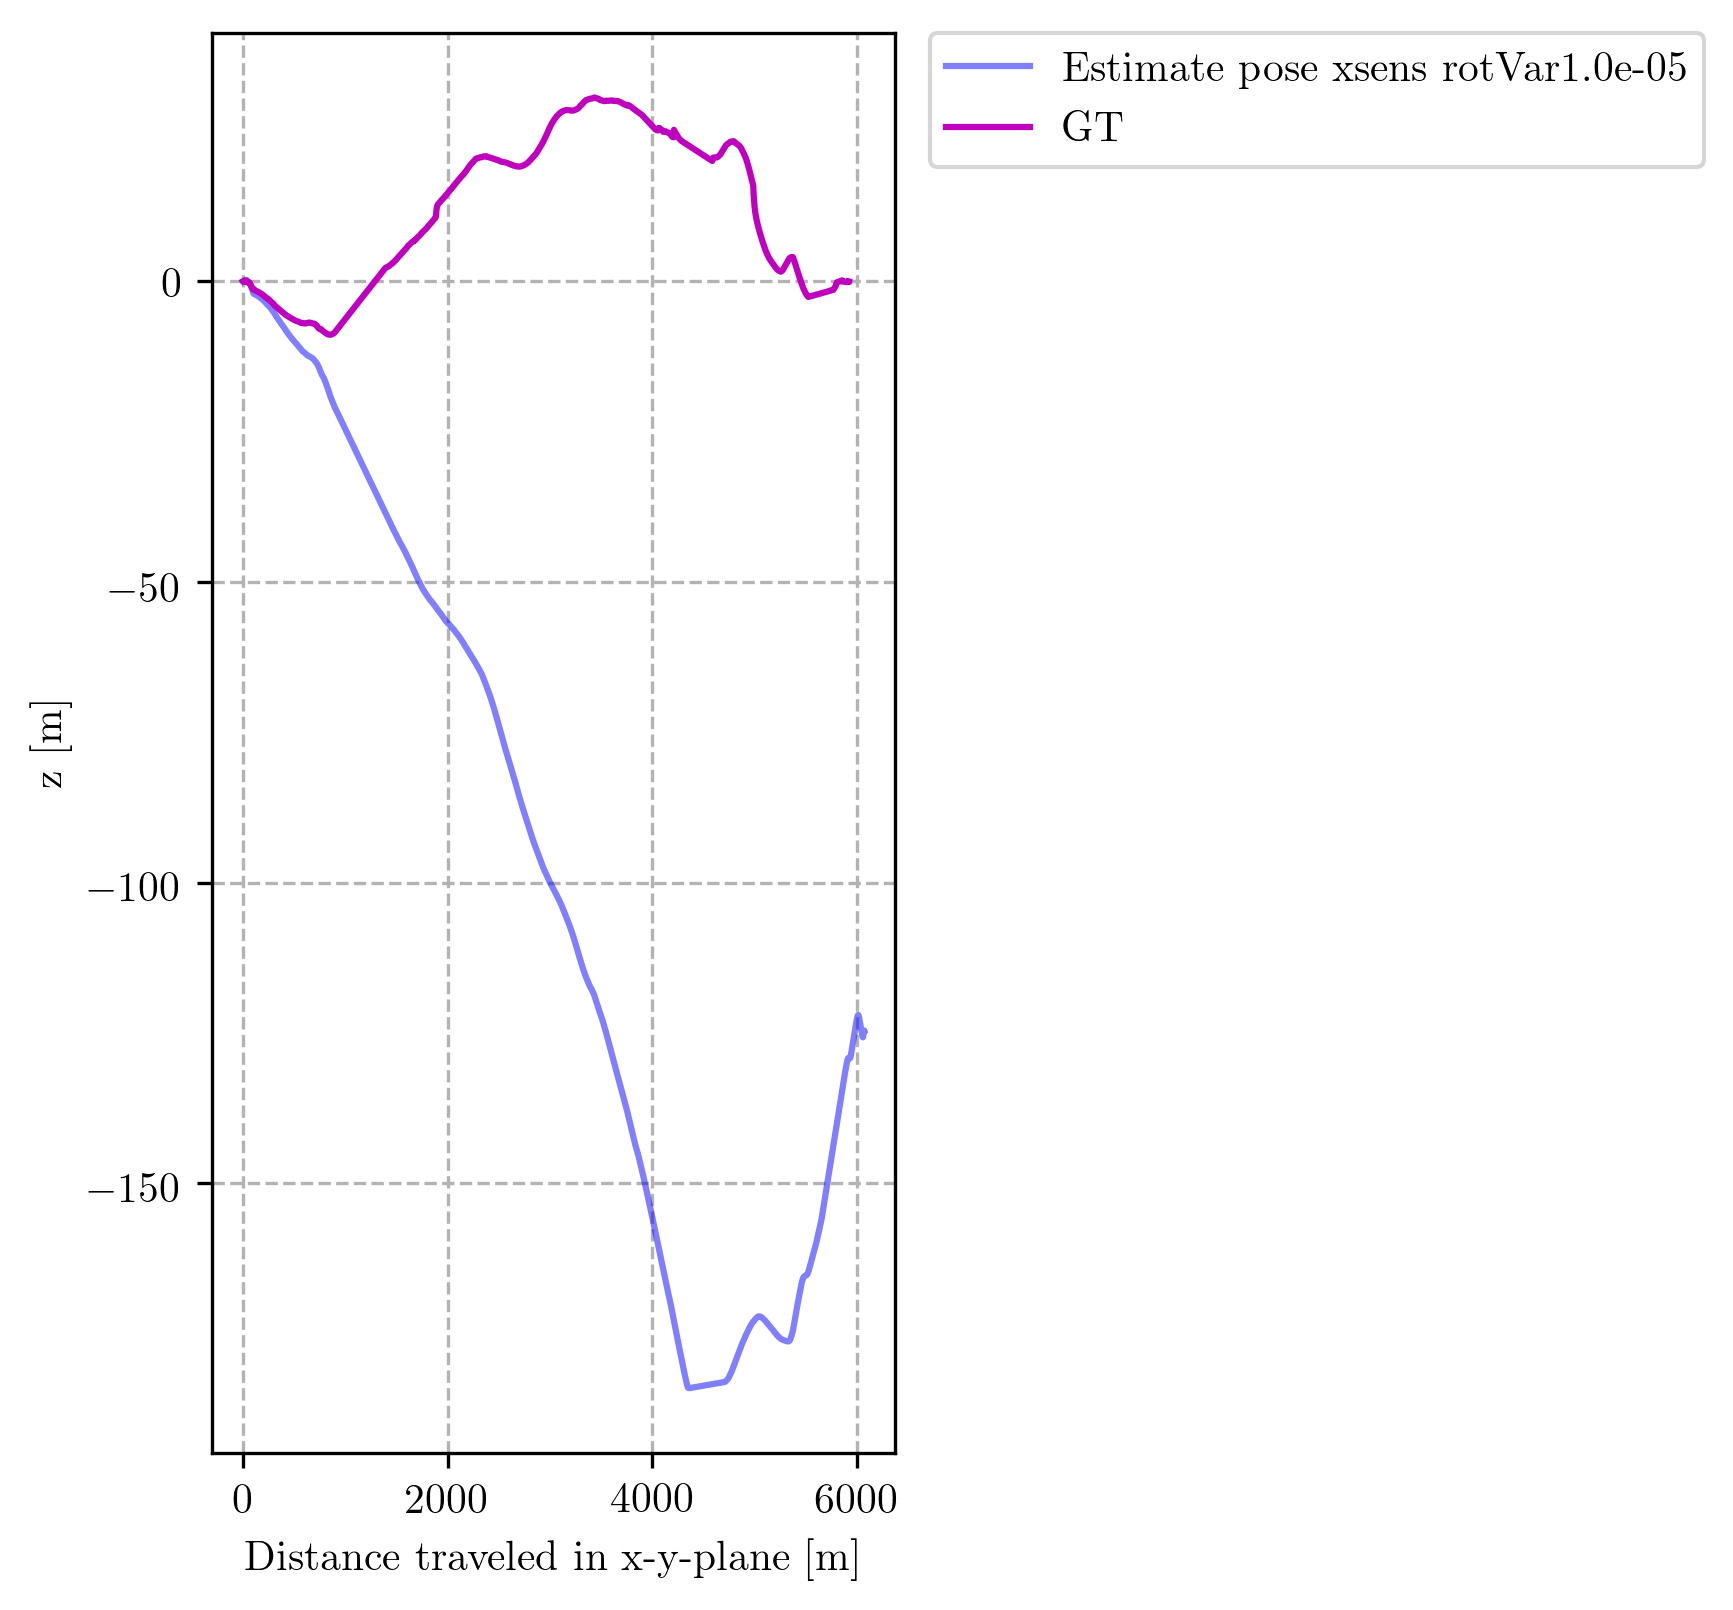 Estimate pose xsens rotVar1.0e-05
GT
0
−50
−100
−150
z [m]
0 2000 4000 6000
Distance traveled in x-y-plane [m]